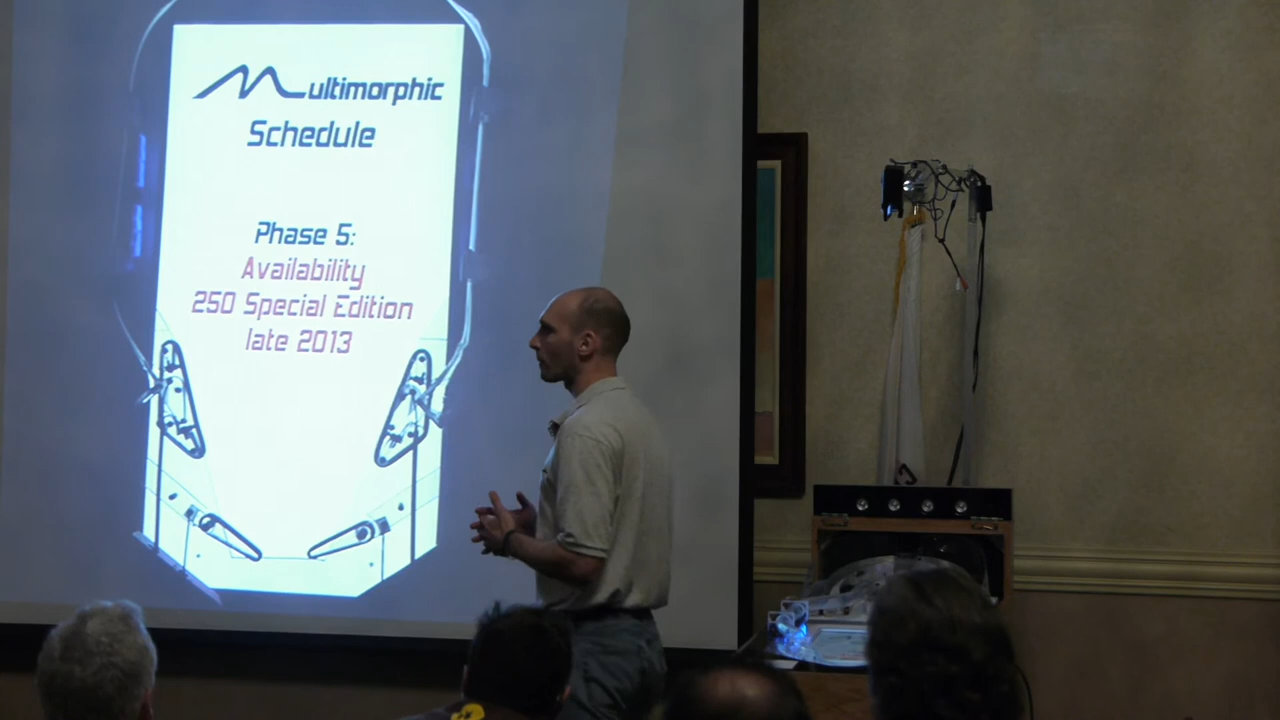 Multimorphic
Schedule
Phase 5:
Availability
250 Special Edition
late 2013